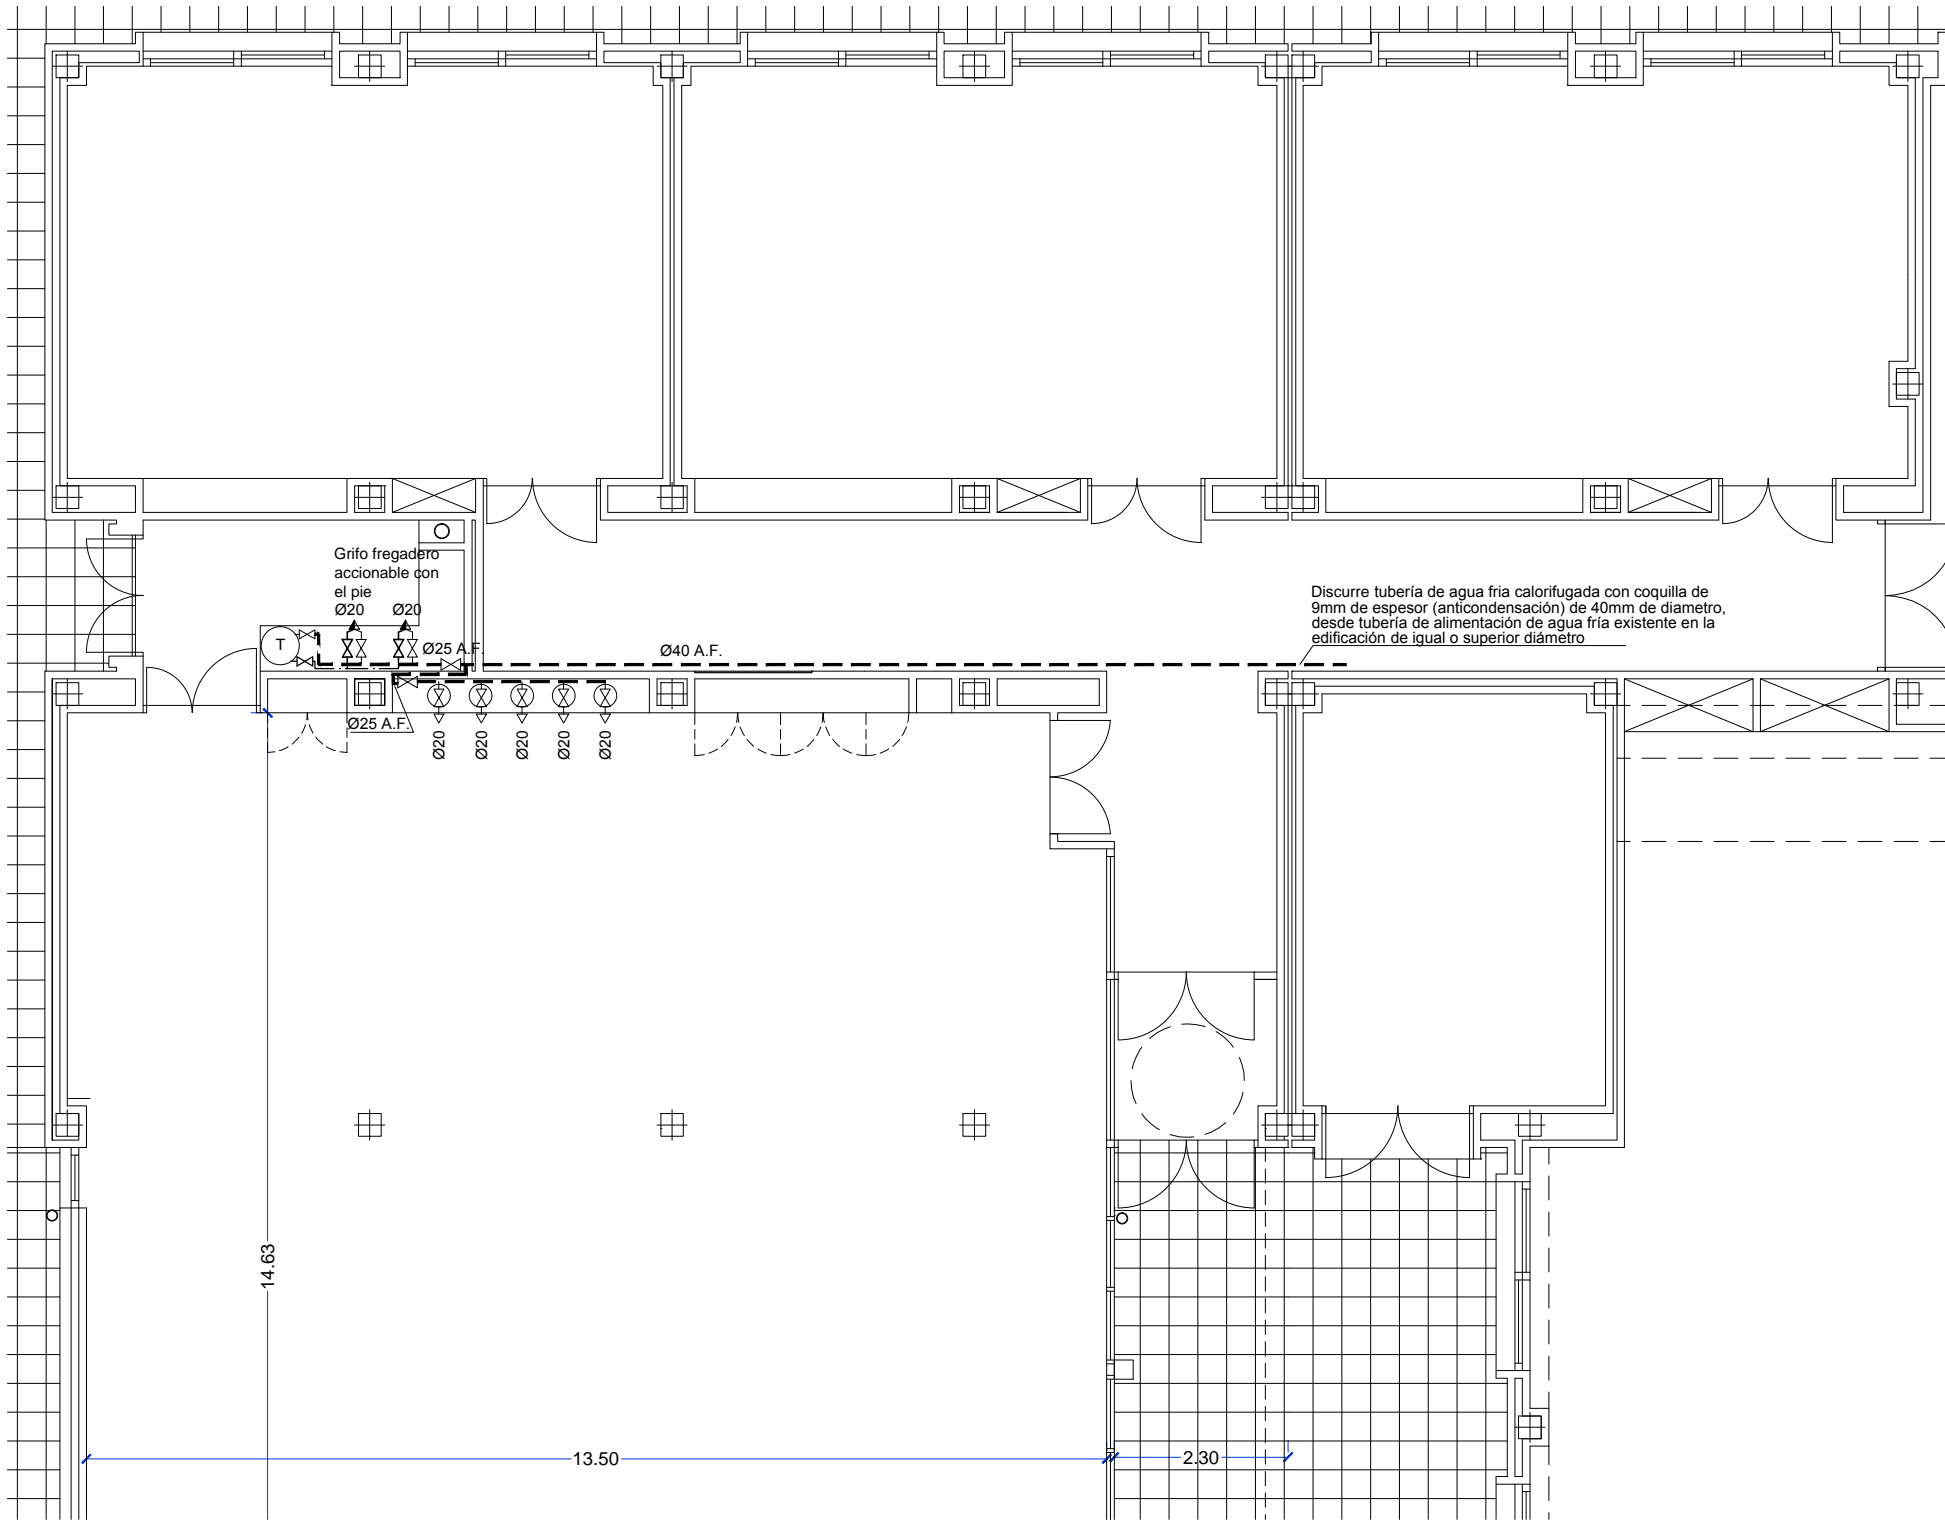 Grifo fregadero
accionable con
el pie
Ø20
Ø20
T
Ø25 A.F.
Ø40 A.F.
Discurre tubería de agua fria calorifugada con coquilla de
9mm de espesor (anticondensación) de 40mm de diametro,
desde tubería de alimentación de agua fría existente en la
edificación de igual o superior diámetro
Ø25 A.F.
Ø20
Ø20
Ø20
Ø20
Ø20
14.63
13.50
2.30